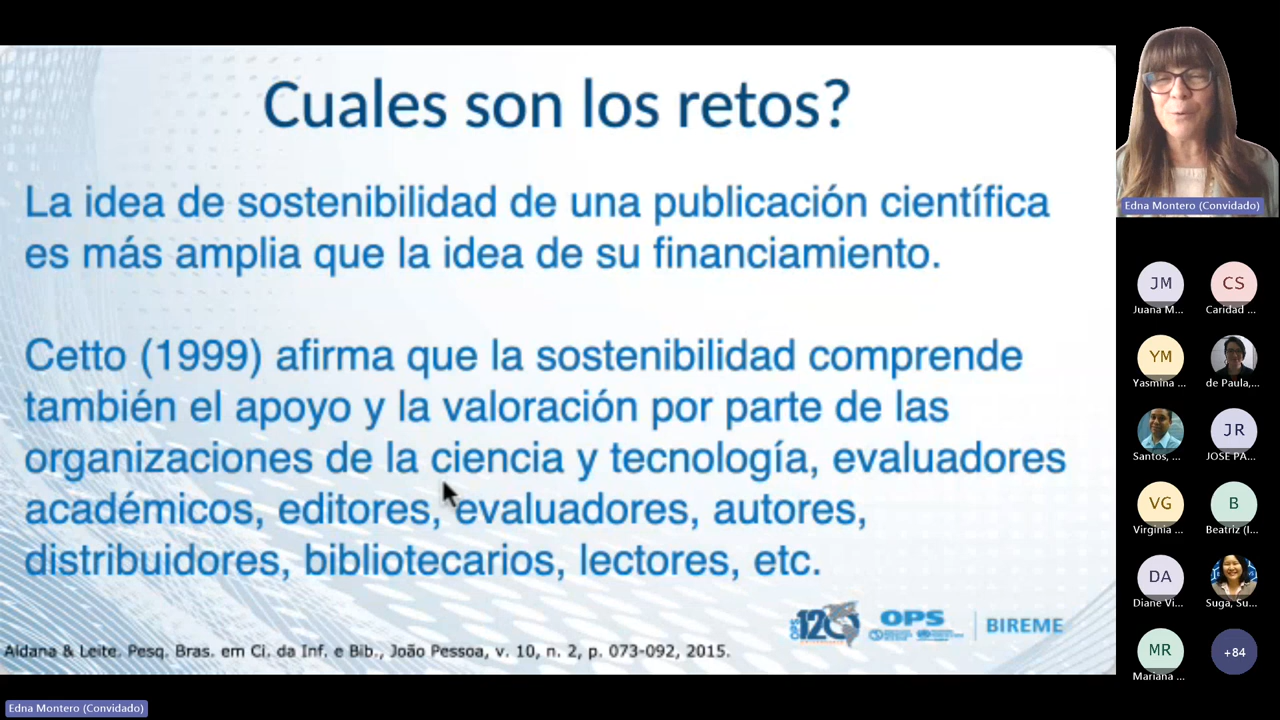 Cuales son los retos?
La idea de sostenibilidad de una publicación científica
es más amplia que la idea de su financiamiento.
Cetto (1999) afirma que la sostenibilidad comprende
también el apoyo y la valoración por parte de las
organizaciones de la ciencia y tecnología, evaluadores
académicos, editores, evaluadores, autores,
distribuidores, bibliotecarios, lectores, etc.
OPS 120
OPS
BIREME
Aldana & Leite. Pesq. Bras. em Ci. da Inf. e Bib., João Pessoa, v. 10, n. 2, p. 073-092, 2015.
Edna Montero (Convidado)
JM
Juana M...
CS
Caridad ...
YM
Yasmina ...
de Paula,...
Santos, ...
JR
JOSE PA...
VG
Virginia ...
B
Beatriz (I...
DA
Diane Vi...
Suga, Su...
MR
Mariana ...
+84
Edna Montero (Convidado)